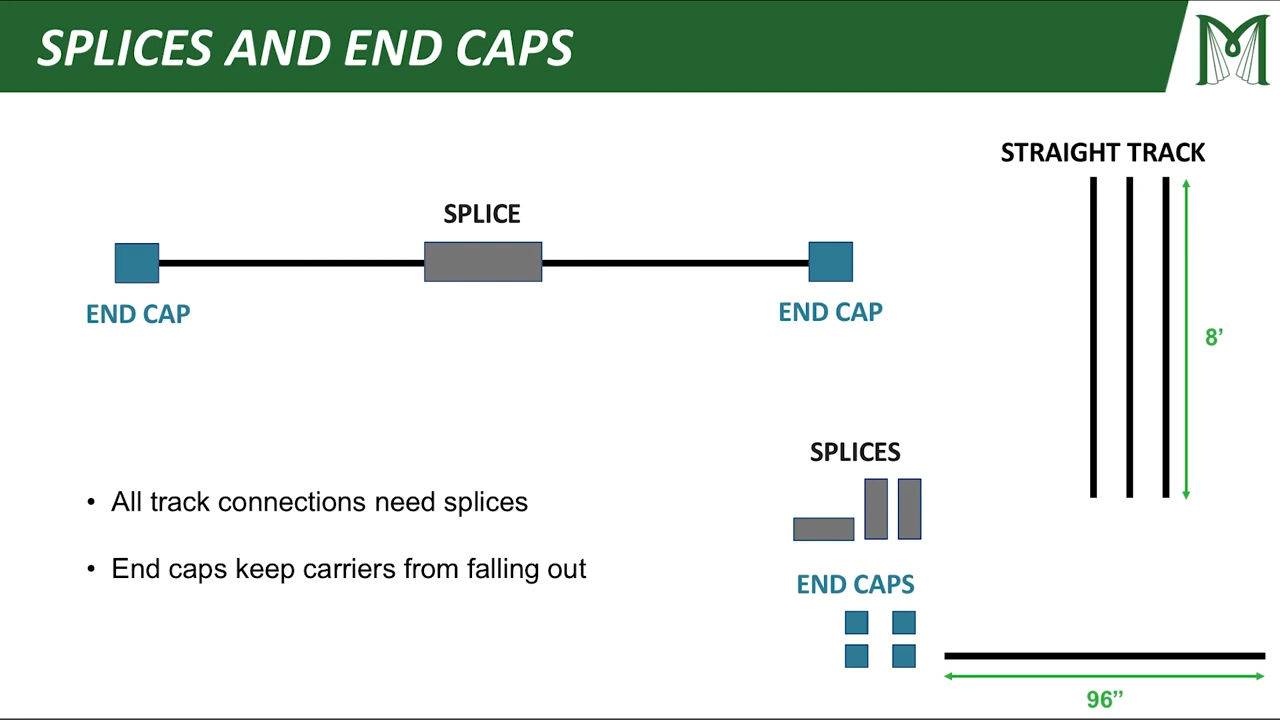 SPLICES AND END CAPS
M
STRAIGHT TRACK
SPLICE
END CAP
END CAP
8’
SPLICES
• All track connections need splices
• End caps keep carriers from falling out
END CAPS
96”